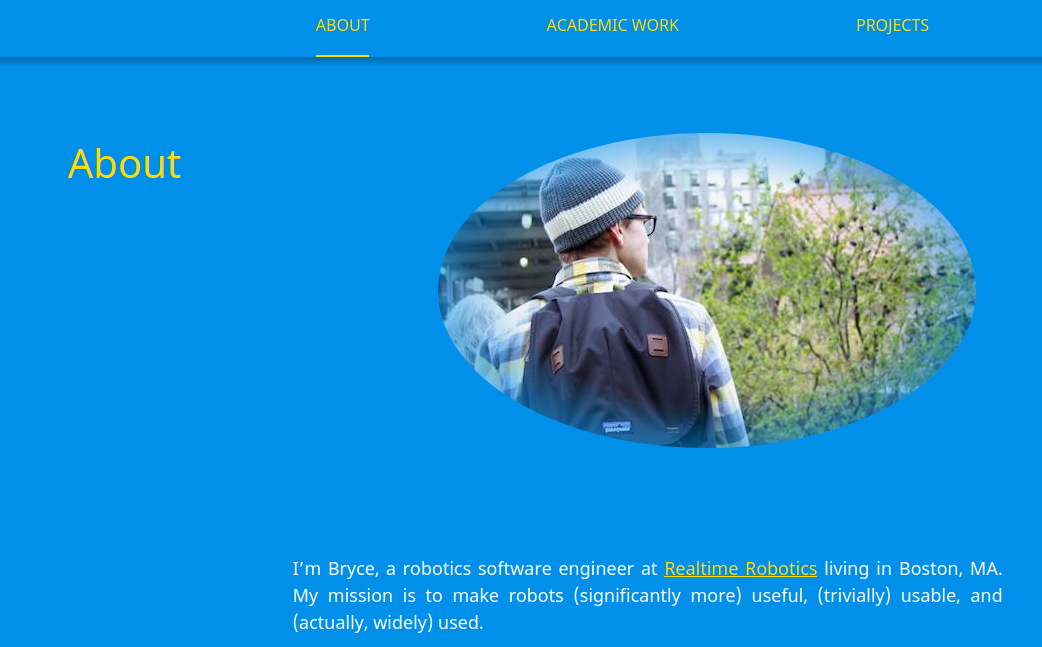 ABOUT
ACADEMIC WORK
PROJECTS
About
I’m Bryce, a robotics software engineer at Realtime Robotics living in Boston, MA.
My mission is to make robots (significantly more) useful, (trivially) usable, and
(actually, widely) used.